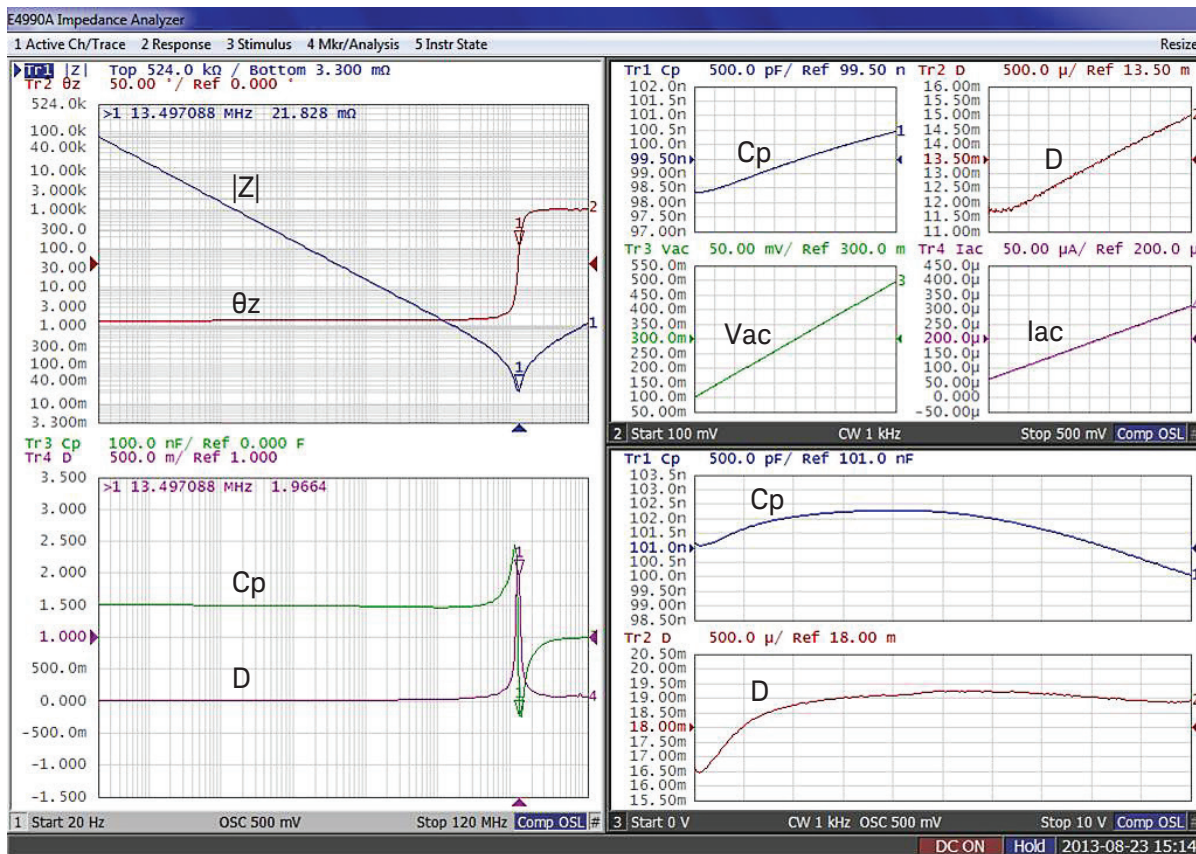 E4990A Impedance Analyzer
1 Active Ch/Trace 2 Response 3 Stimulus 4 Mkr/Analysis 5 Instr State Resize
Tr1 |Z| Top 524.0 kΩ / Bottom 3.300 mΩ
Tr2 θz 50.00 °/ Ref 0.000 °
>1 13.497088 MHz 21.828 mΩ
524.0k
100.0k
40.00k
10.00k
3.000k
1.000k
300.0
100.0
30.00
10.00
3.000
1.000
300.0m
100.0m
40.00m
10.00m
3.300m
|Z|
θz
1
2
1
1
Tr3 Cp 100.0 nF/ Ref 0.000 F
Tr4 D 500.0 m/ Ref 1.000
>1 13.497088 MHz 1.9664
3.500
2.500
2.000
1.500
1.000
500.0m
0.000
-500.0m
-1.000
-1.500
Cp
D
1
1
4
1 Start 20 Hz OSC 500 mV Stop 120 MHz Comp OSL #
Tr1 Cp 500.0 pF/ Ref 99.50 n
102.0n
101.5n
101.0n
100.5n
100.0n
99.50n
98.50n
98.00n
97.50n
97.00n
Cp
1
Tr2 D 500.0 µ/ Ref 13.50 m
16.00m
15.50m
15.00m
14.50m
14.00m
13.50m
12.50m
12.00m
11.50m
11.00m
D
Tr3 Vac 50.00 mV/ Ref 300.0 m
550.0m
500.0m
450.0m
400.0m
350.0m
300.0m
250.0m
200.0m
150.0m
100.0m
50.00m
Vac
3
Tr4 Iac 50.00 µA/ Ref 200.0 µ
450.0µ
400.0µ
350.0µ
300.0µ
250.0µ
200.0µ
150.0µ
100.0µ
50.00µ
0.000
-50.00µ
Iac
2 Start 100 mV CW 1 kHz Stop 500 mV Comp OSL
Tr1 Cp 500.0 pF/ Ref 101.0 nF
103.5n
103.0n
102.5n
102.0n
101.5n
101.0n
100.5n
100.0n
99.50n
99.00n
98.50n
Cp
1
Tr2 D 500.0 µ/ Ref 18.00 m
20.50m
20.00m
19.50m
19.00m
18.50m
18.00m
17.50m
17.00m
16.50m
15.50m
D
3 Start 0 V CW 1 kHz OSC 500 mV Stop 10 V Comp OSL
DC ON Hold 2013-08-23 15:14